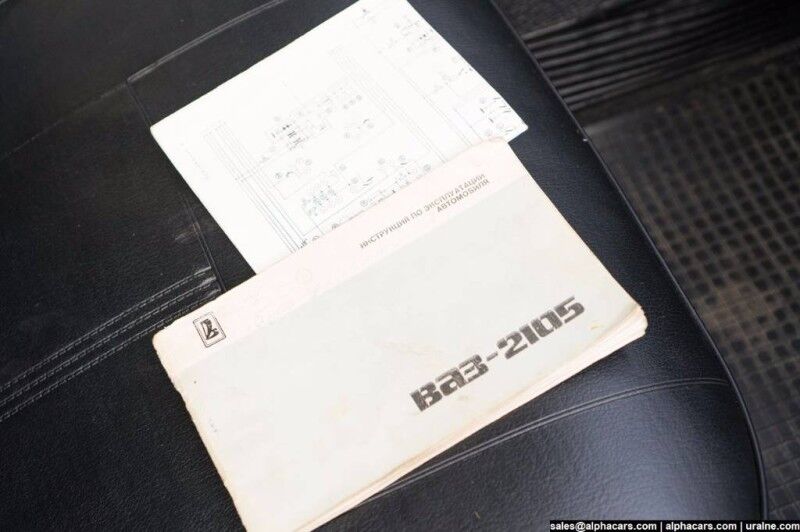 ИНСТРУКЦИЯ ПО ЭКСПЛУАТАЦИИ
АВТОМОБИЛЯ
ВАЗ-2105
sales@alphacars.com | alphacars.com | uralne.com